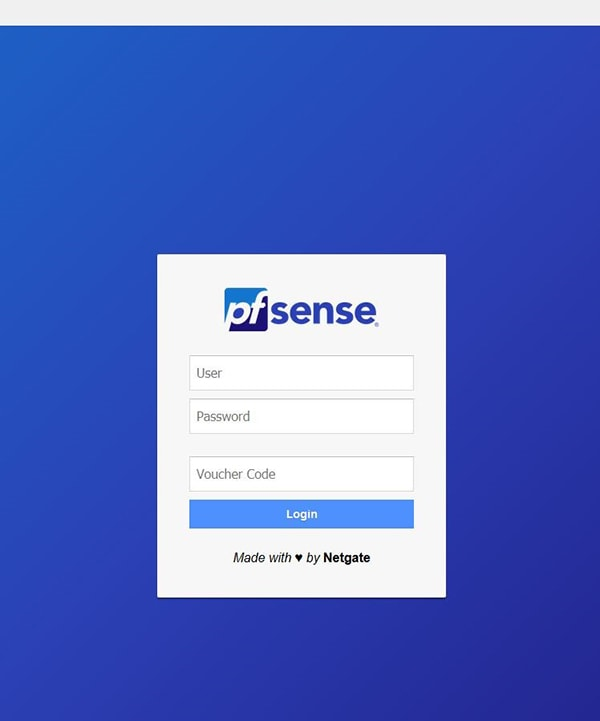 pfsense®
User
Password
Voucher Code
Login
Made with ♥ by Netgate